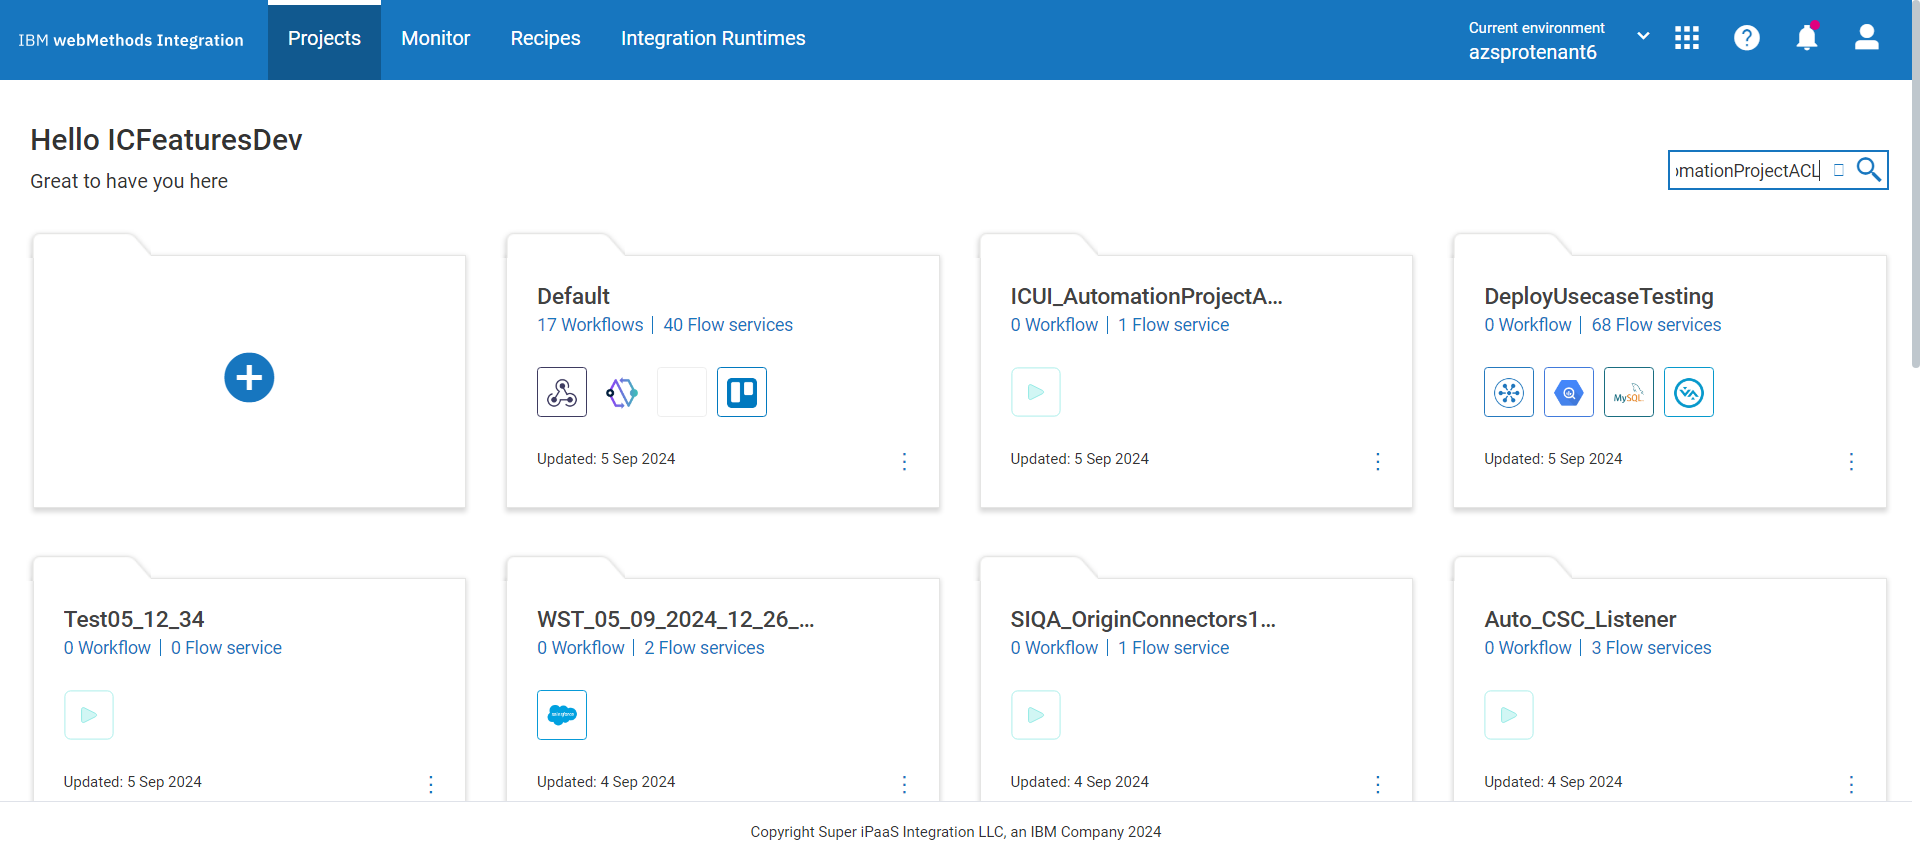 IBM webMethods Integration
Projects
Monitor
Recipes
Integration Runtimes
Current environment
azsprotenant6
Hello ICFeaturesDev
Great to have you here
omationProjectACL
Default
17 Workflows | 40 Flow services
Updated: 5 Sep 2024
ICUI_AutomationProjectA...
0 Workflow | 1 Flow service
Updated: 5 Sep 2024
DeployUsecaseTesting
0 Workflow | 68 Flow services
MySQL
Updated: 5 Sep 2024
Test05_12_34
0 Workflow | 0 Flow service
Updated: 5 Sep 2024
WST_05_09_2024_12_26_...
0 Workflow | 2 Flow services
salesforce
Updated: 4 Sep 2024
SIQA_OriginConnectors1...
0 Workflow | 1 Flow service
Updated: 4 Sep 2024
Auto_CSC_Listener
0 Workflow | 3 Flow services
Updated: 4 Sep 2024
Copyright Super iPaaS Integration LLC, an IBM Company 2024